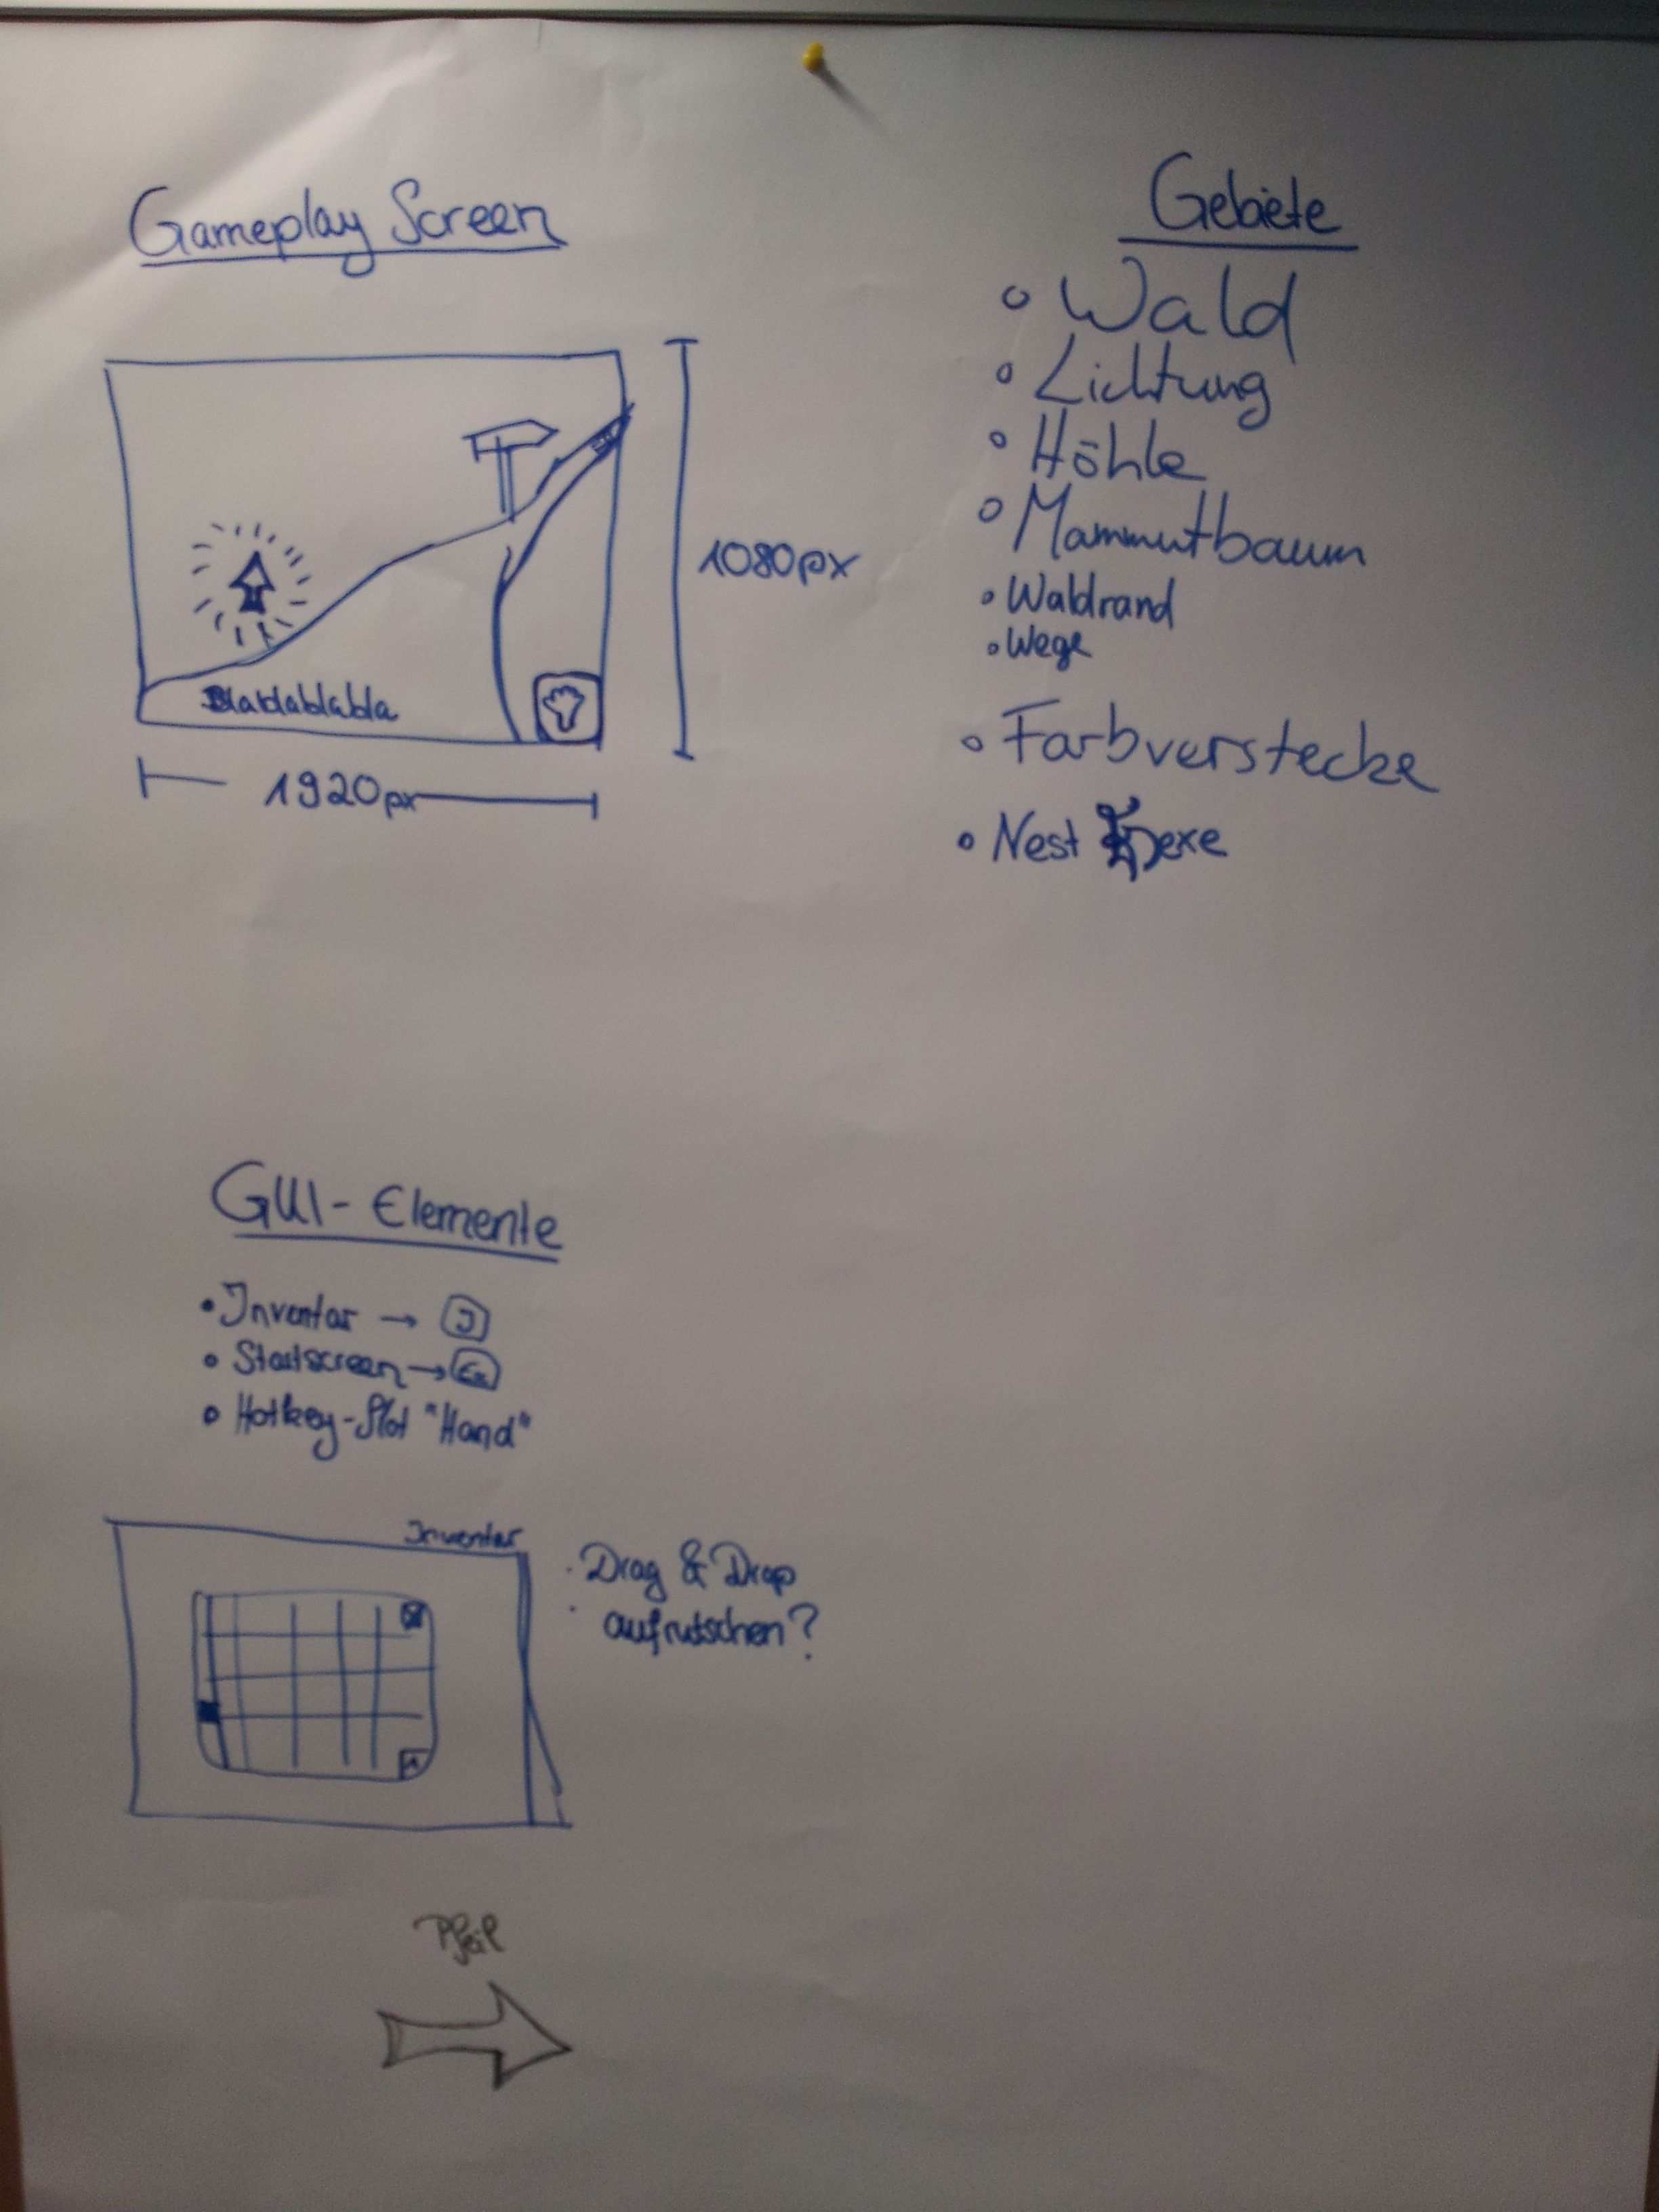 Gameplay Screen
1080px
Blablablabla
1920px
Gebiete
Wald
Lichtung
Höhle
Mammutbaum
Waldrand
Wege
Farbverstecke
Nest Hexe
GUI-Elemente
Inventar → I
Startscreen → Esc
Hotkey-Slot "Hand"
Inventar
Drag & Drop
aufrutschen?
Pfeil